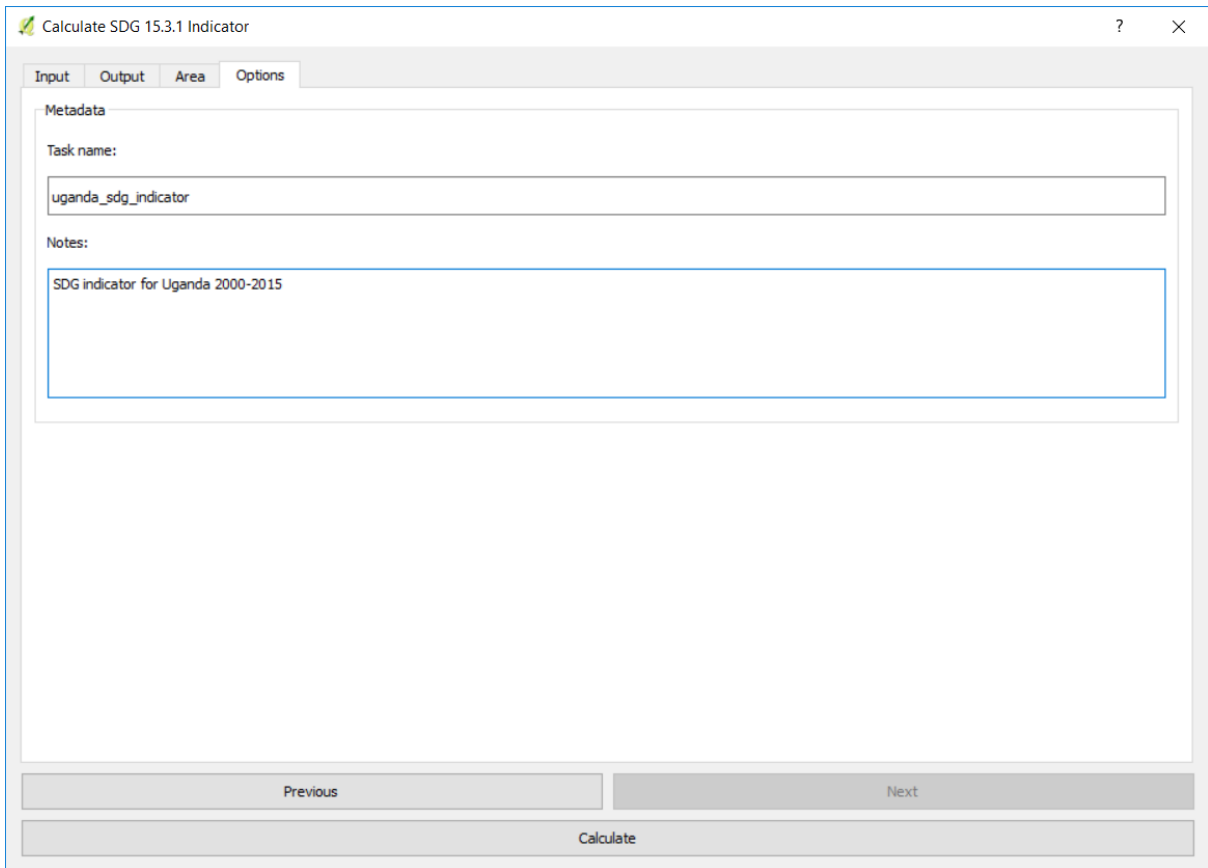 Calculate SDG 15.3.1 Indicator ?
Input Output Area Options
Metadata
Task name:
uganda_sdg_indicator
Notes:
SDG indicator for Uganda 2000-2015
Previous Next
Calculate